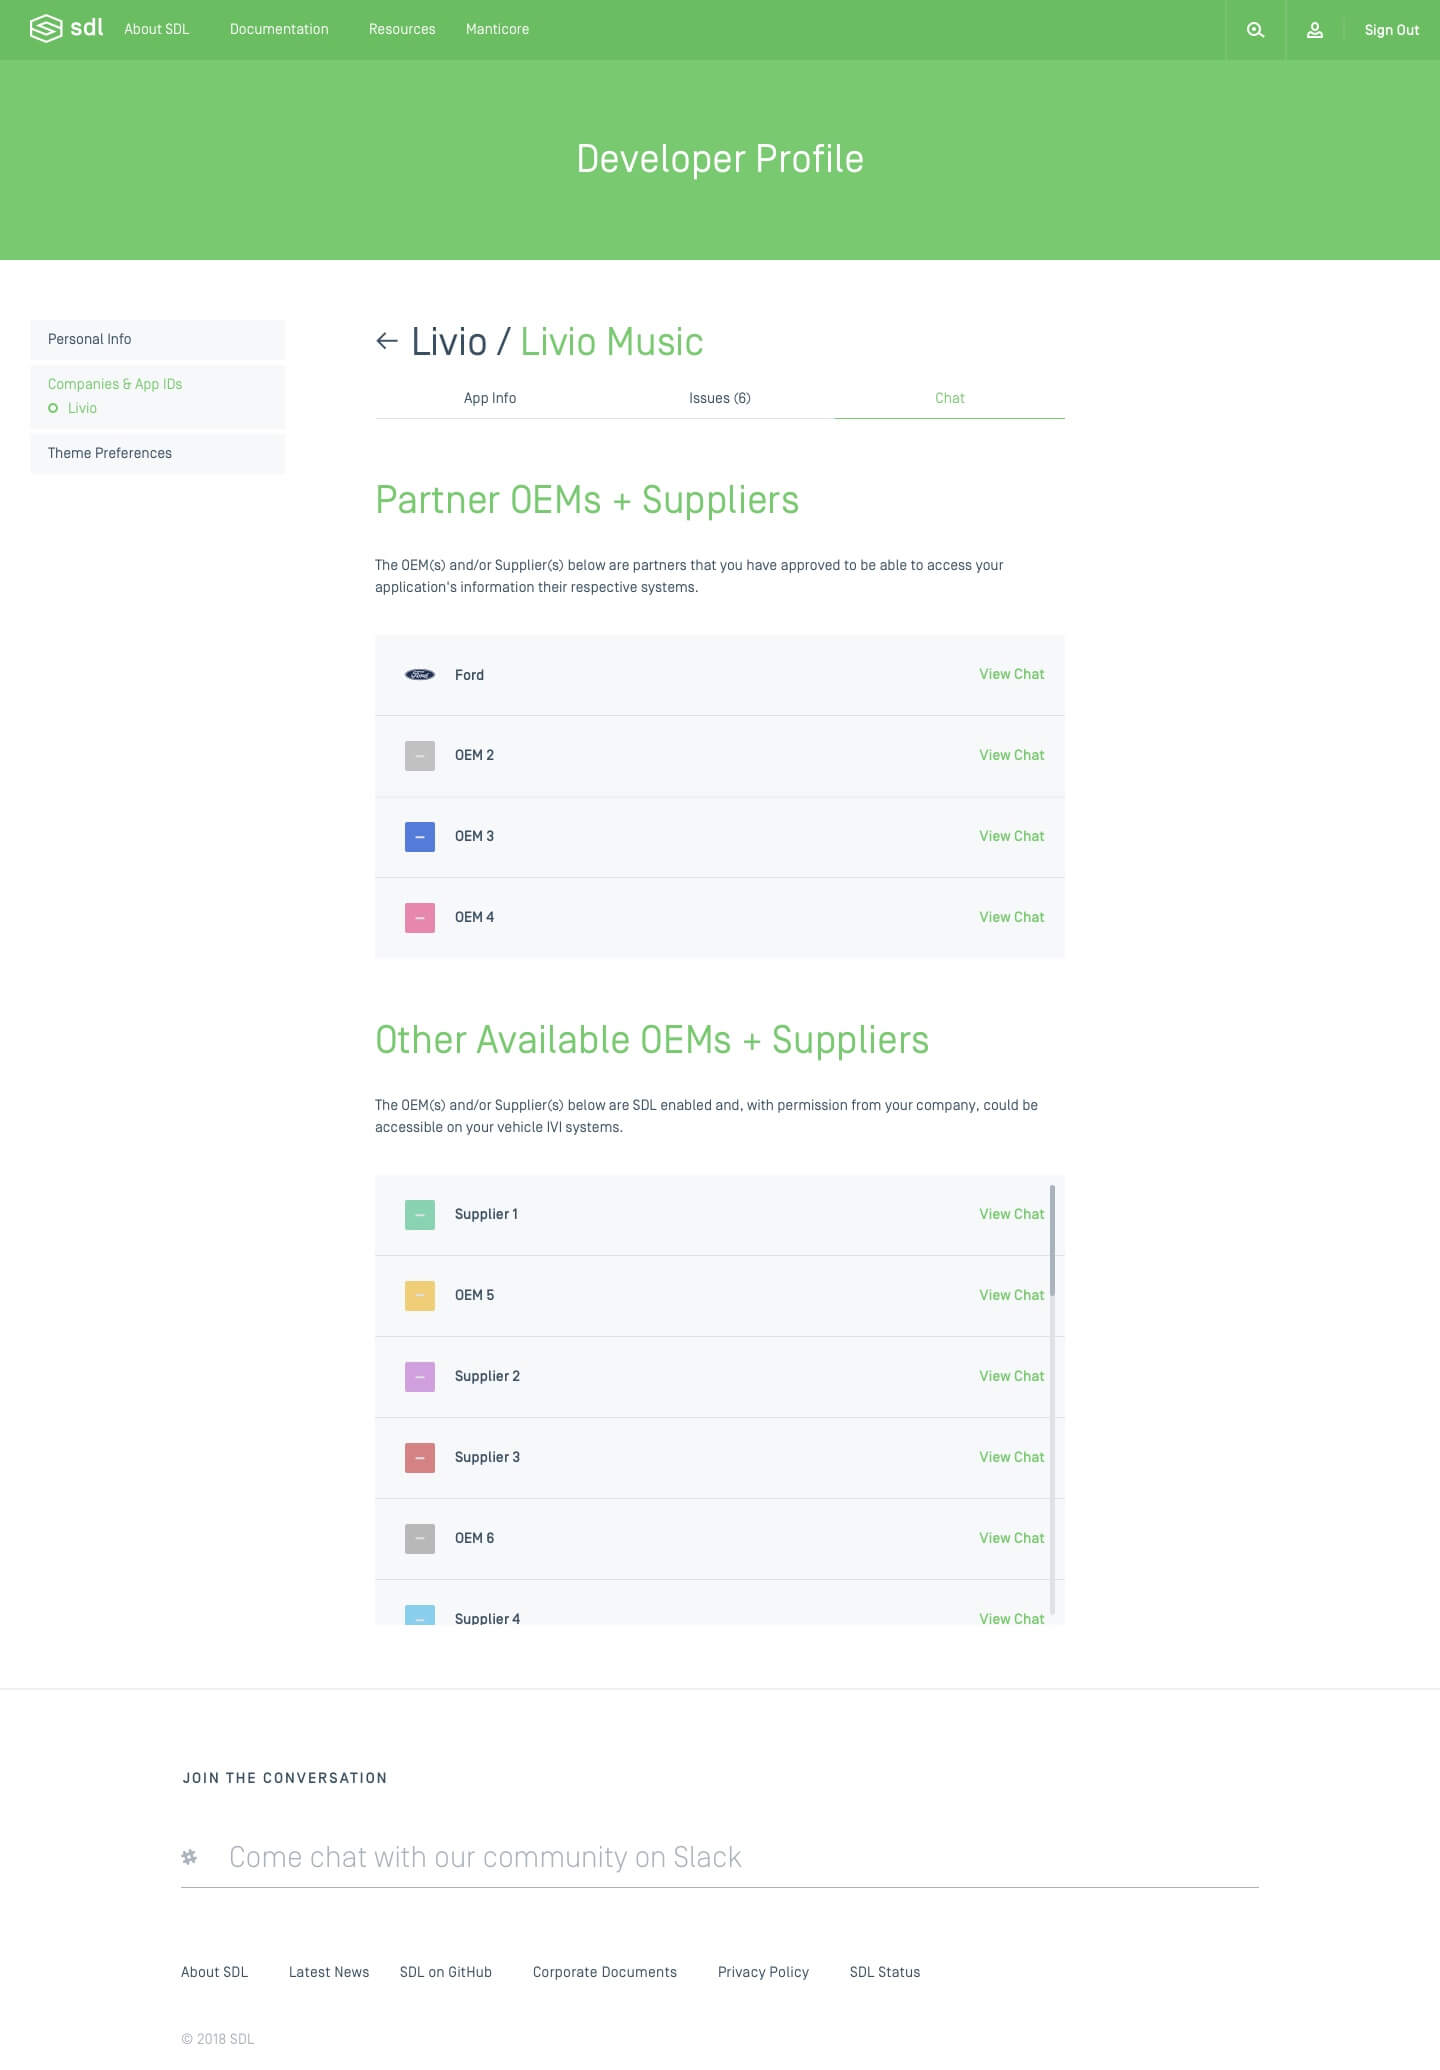 sdl About SDL Documentation Resources Manticore Sign Out
Developer Profile
Personal Info
Companies & App IDs
Livio
Theme Preferences
Livio / Livio Music
App Info Issues (6) Chat
Partner OEMs + Suppliers
The OEM(s) and/or Supplier(s) below are partners that you have approved to be able to access your
application's information their respective systems.
Ford Ford View Chat
OEM 2 View Chat
OEM 3 View Chat
OEM 4 View Chat
Other Available OEMs + Suppliers
The OEM(s) and/or Supplier(s) below are SDL enabled and, with permission from your company, could be
accessible on your vehicle IVI systems.
Supplier 1 View Chat
OEM 5 View Chat
Supplier 2 View Chat
Supplier 3 View Chat
OEM 6 View Chat
Supplier 4 View Chat
JOIN THE CONVERSATION
Come chat with our community on Slack
About SDL Latest News SDL on GitHub Corporate Documents Privacy Policy SDL Status
© 2018 SDL